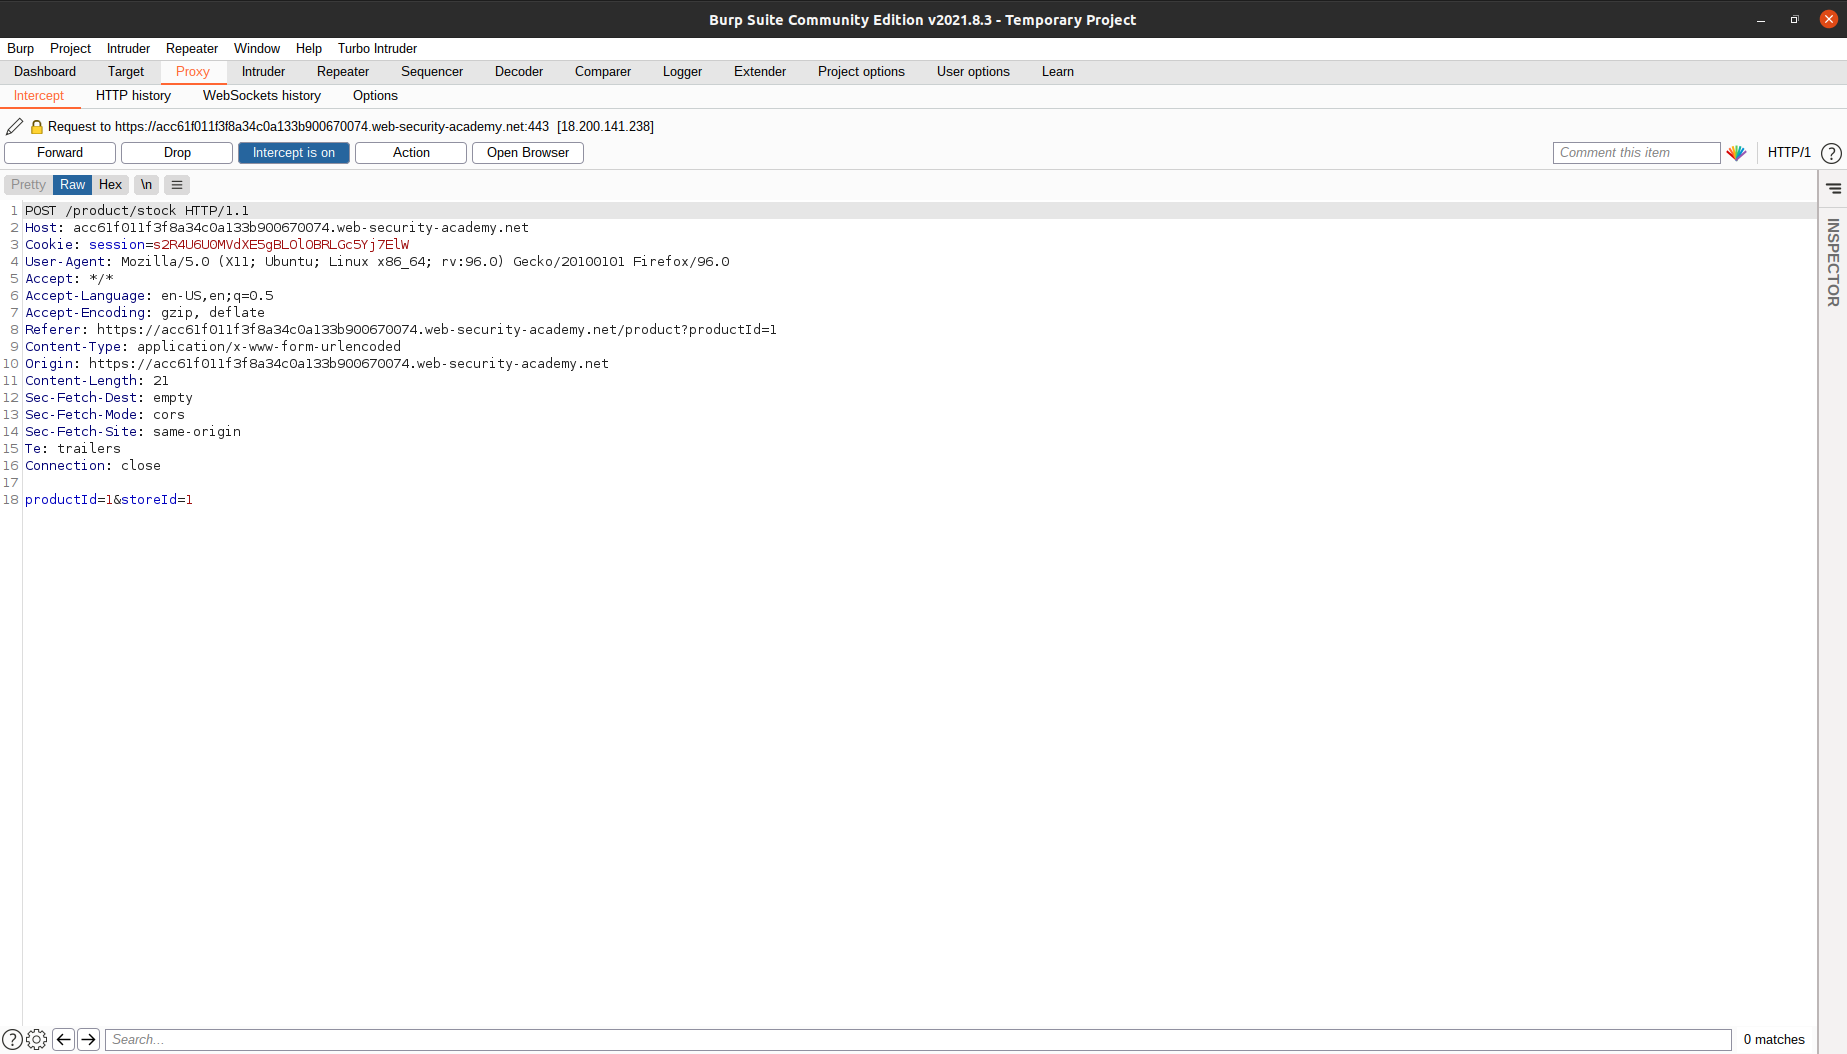 Burp Suite Community Edition v2021.8.3 - Temporary Project
Burp Project Intruder Repeater Window Help Turbo Intruder
Dashboard Target Proxy Intruder Repeater Sequencer Decoder Comparer Logger Extender Project options User options Learn
Intercept HTTP history WebSockets history Options
Request to https://acc61f011f3f8a34c0a133b900670074.web-security-academy.net:443 [18.200.141.238]
Forward Drop Intercept is on Action Open Browser Comment this item HTTP/1 ?
Pretty Raw Hex \n
INSPECTOR
1 POST /product/stock HTTP/1.1
2 Host: acc61f011f3f8a34c0a133b900670074.web-security-academy.net
3 Cookie: session=s2R4U6U0MVdXE5gBLOlOBRLGc5Yj7ElW
4 User-Agent: Mozilla/5.0 (X11; Ubuntu; Linux x86_64; rv:96.0) Gecko/20100101 Firefox/96.0
5 Accept: */*
6 Accept-Language: en-US,en;q=0.5
7 Accept-Encoding: gzip, deflate
8 Referer: https://acc61f011f3f8a34c0a133b900670074.web-security-academy.net/product?productId=1
9 Content-Type: application/x-www-form-urlencoded
10 Origin: https://acc61f011f3f8a34c0a133b900670074.web-security-academy.net
11 Content-Length: 21
12 Sec-Fetch-Dest: empty
13 Sec-Fetch-Mode: cors
14 Sec-Fetch-Site: same-origin
15 Te: trailers
16 Connection: close
17
18 productId=1&storeId=1
? Search... 0 matches